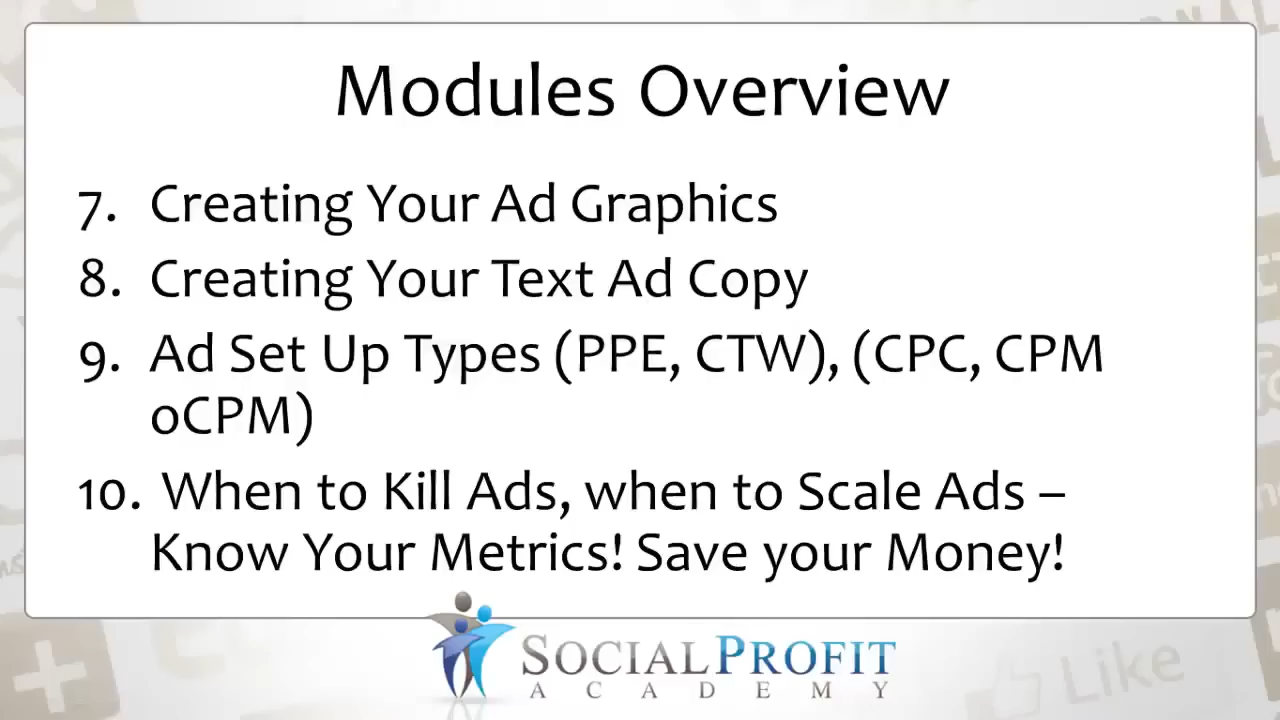 Modules Overview
7. Creating Your Ad Graphics
8. Creating Your Text Ad Copy
9. Ad Set Up Types (PPE, CTW), (CPC, CPM
oCPM)
10. When to Kill Ads, when to Scale Ads –
Know Your Metrics! Save your Money!
SOCIALPROFIT
ACADEMY
Like